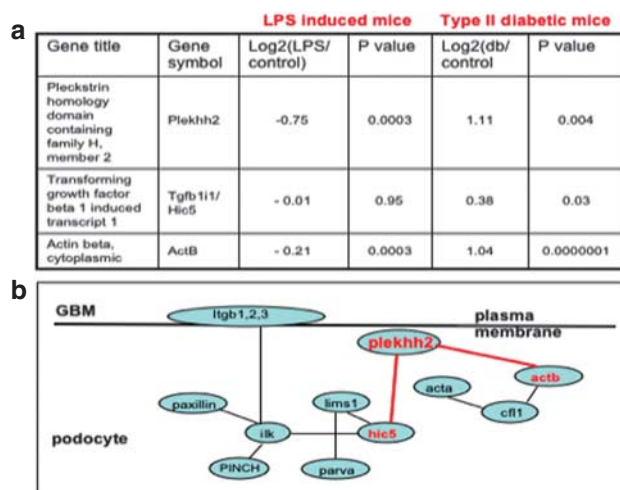 LPS induced mice Type II diabetic mice
a
Gene title Gene symbol Log2(LPS/ control) P value Log2(db/ control P value
Pleckstrin
homology
domain
containing
family H,
member 2
Plekhh2 -0.75 0.0003 1.11 0.004
Transforming
growth factor
beta 1 induced
transcript 1
Tgfb1i1/
Hic5
- 0.01 0.95 0.38 0.03
Actin beta,
cytoplasmic
ActB - 0.21 0.0003 1.04 0.0000001
b
GBM
Itgb1,2,3
plasma
membrane
plekhh2
actb
acta
cfl1
paxillin
lims1
podocyte
ilk
hic5
PINCH
parva